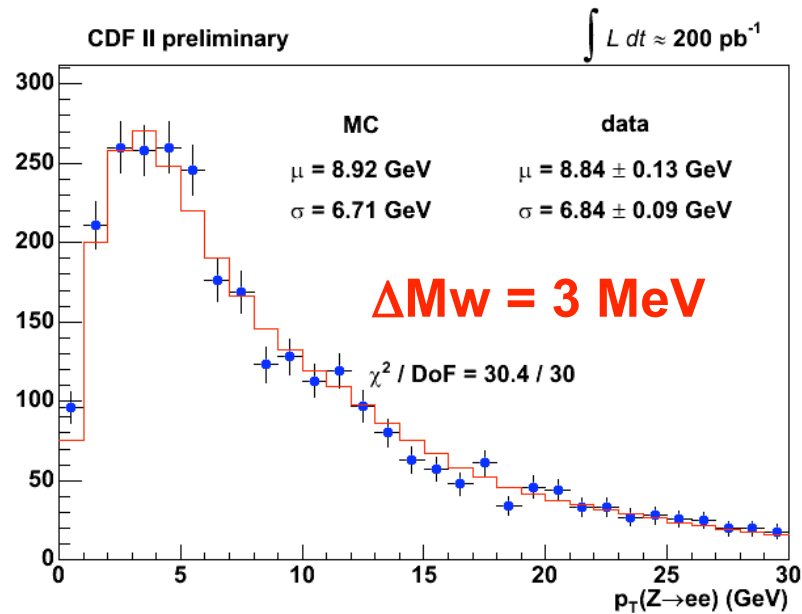 CDF II preliminary
∫ L dt ≈ 200 pb⁻¹
300
250
200
150
100
50
0
MC
data
μ = 8.92 GeV
μ = 8.84 ± 0.13 GeV
σ = 6.71 GeV
σ = 6.84 ± 0.09 GeV
ΔMw = 3 MeV
χ² / DoF = 30.4 / 30
0 5 10 15 20 25 30
p_T(Z→ee) (GeV)